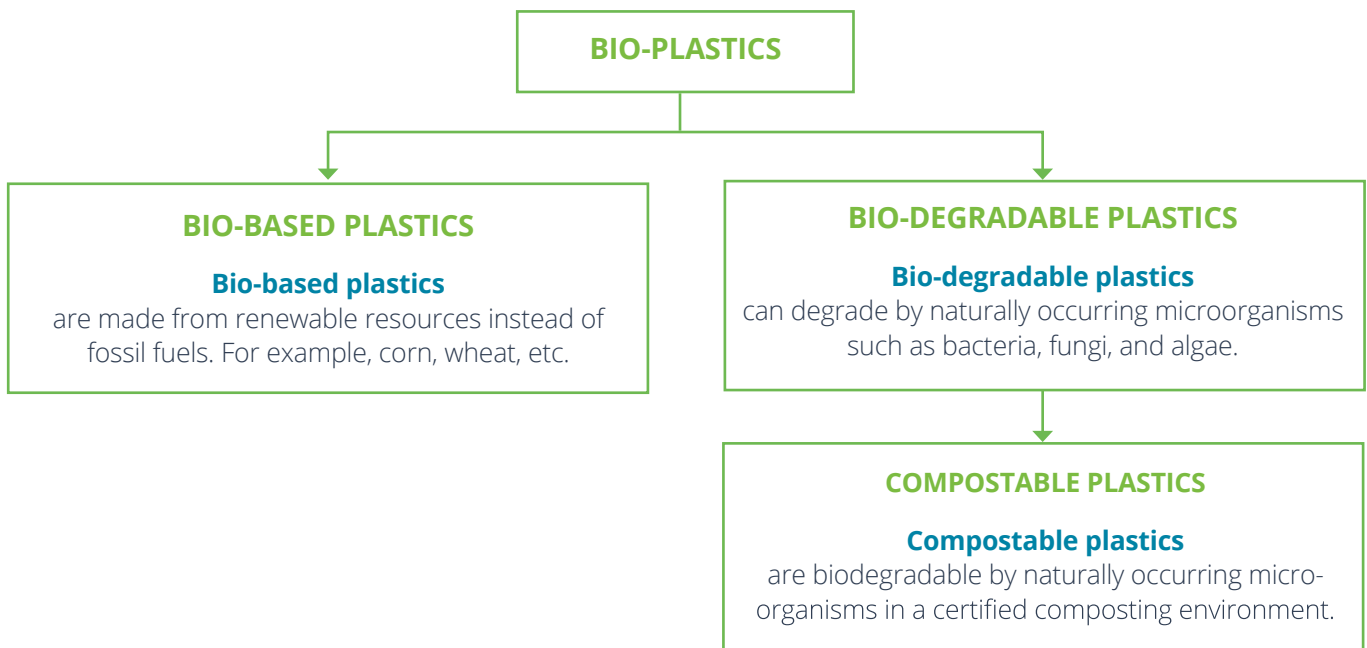 BIO-PLASTICS
BIO-BASED PLASTICS
Bio-based plastics
are made from renewable resources instead of
fossil fuels. For example, corn, wheat, etc.
BIO-DEGRADABLE PLASTICS
Bio-degradable plastics
can degrade by naturally occurring microorganisms
such as bacteria, fungi, and algae.
COMPOSTABLE PLASTICS
Compostable plastics
are biodegradable by naturally occurring micro-
organisms in a certified composting environment.